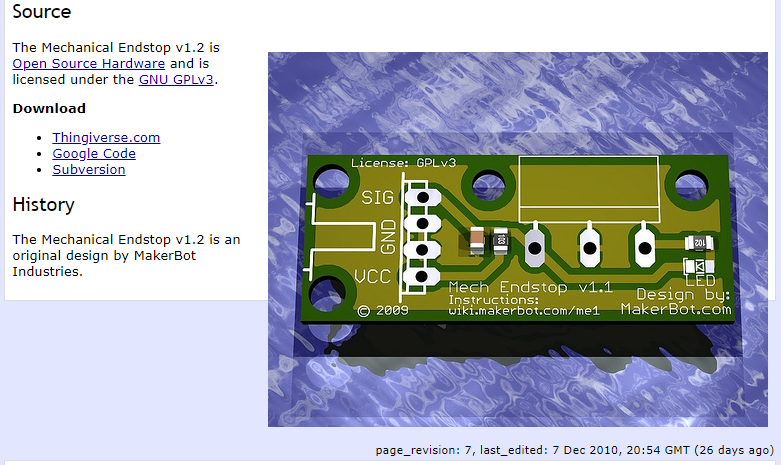 Source
The Mechanical Endstop v1.2 is
Open Source Hardware and is
licensed under the GNU GPLv3.
Download
Thingiverse.com
Google Code
Subversion
History
The Mechanical Endstop v1.2 is an
original design by MakerBot
Industries.
License: GPLv3
SIG
GND
VCC
© 2009
Mech Endstop v1.1
Instructions:
wiki.makerbot.com/me1
102
LED
Design by:
MakerBot.com
page_revision: 7, last_edited: 7 Dec 2010, 20:54 GMT (26 days ago)